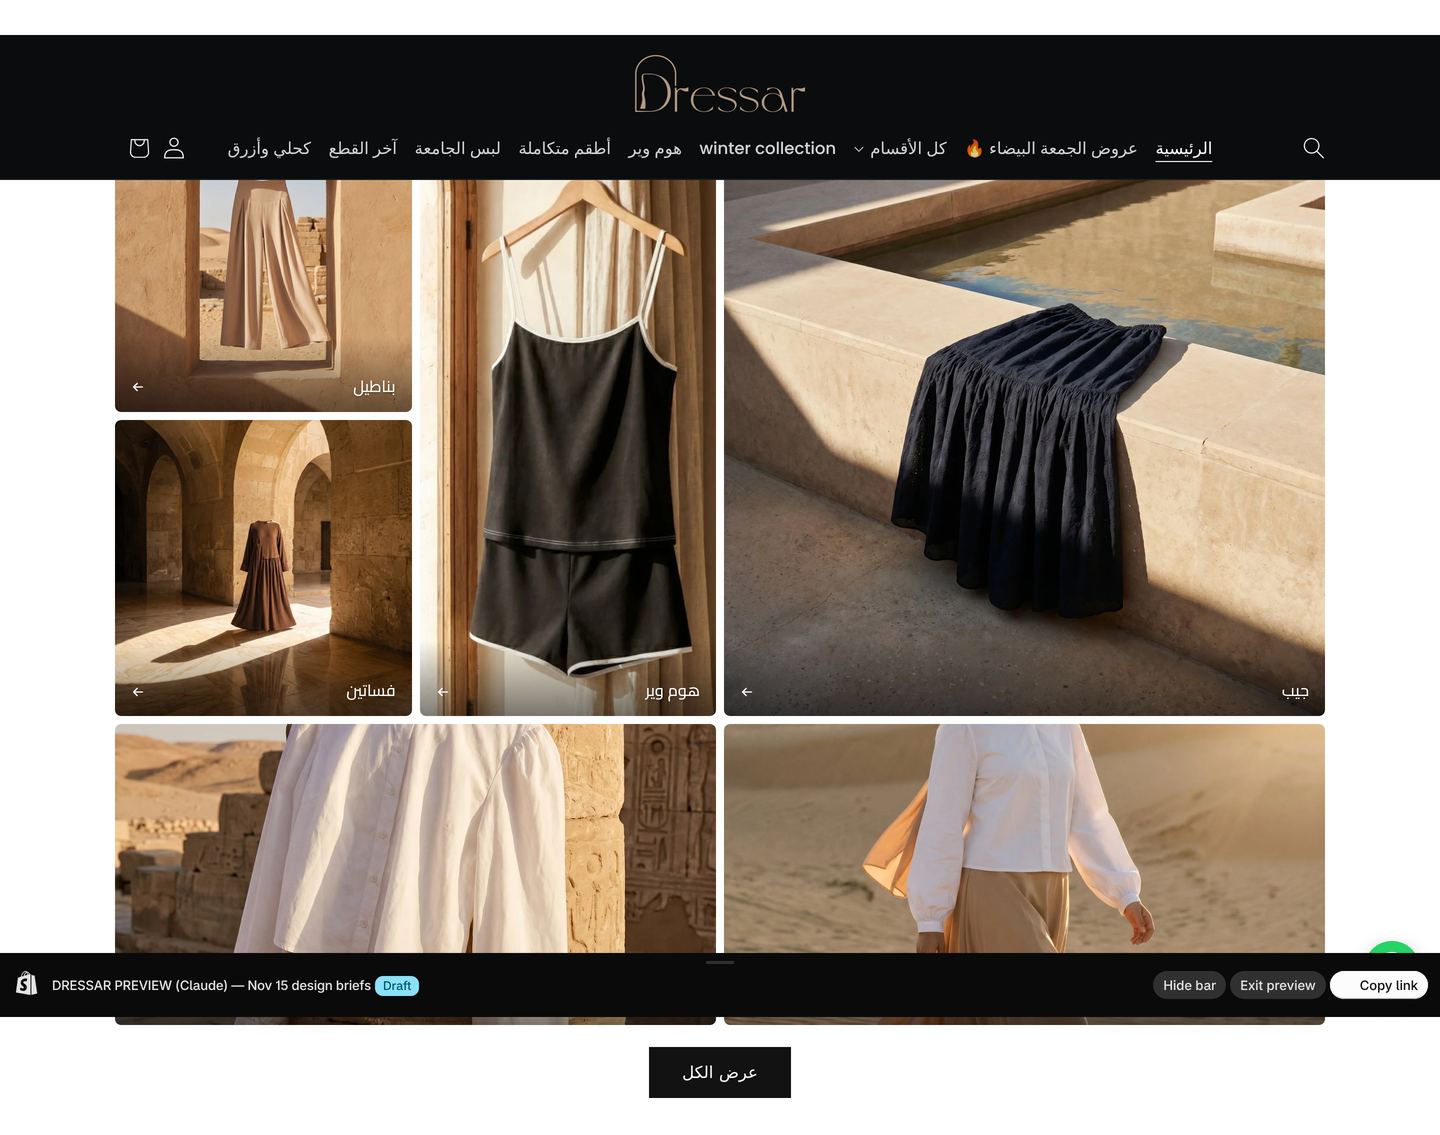 Dressar
الرئيسية
عروض الجمعة البيضاء 🔥
كل الأقسام
winter collection
هوم وير
أطقم متكاملة
لبس الجامعة
آخر القطع
كحلي وأزرق
بناطيل
جيب
هوم وير
فساتين
DRESSAR PREVIEW (Claude) — Nov 15 design briefs Draft
Hide bar
Exit preview
Copy link
عرض الكل